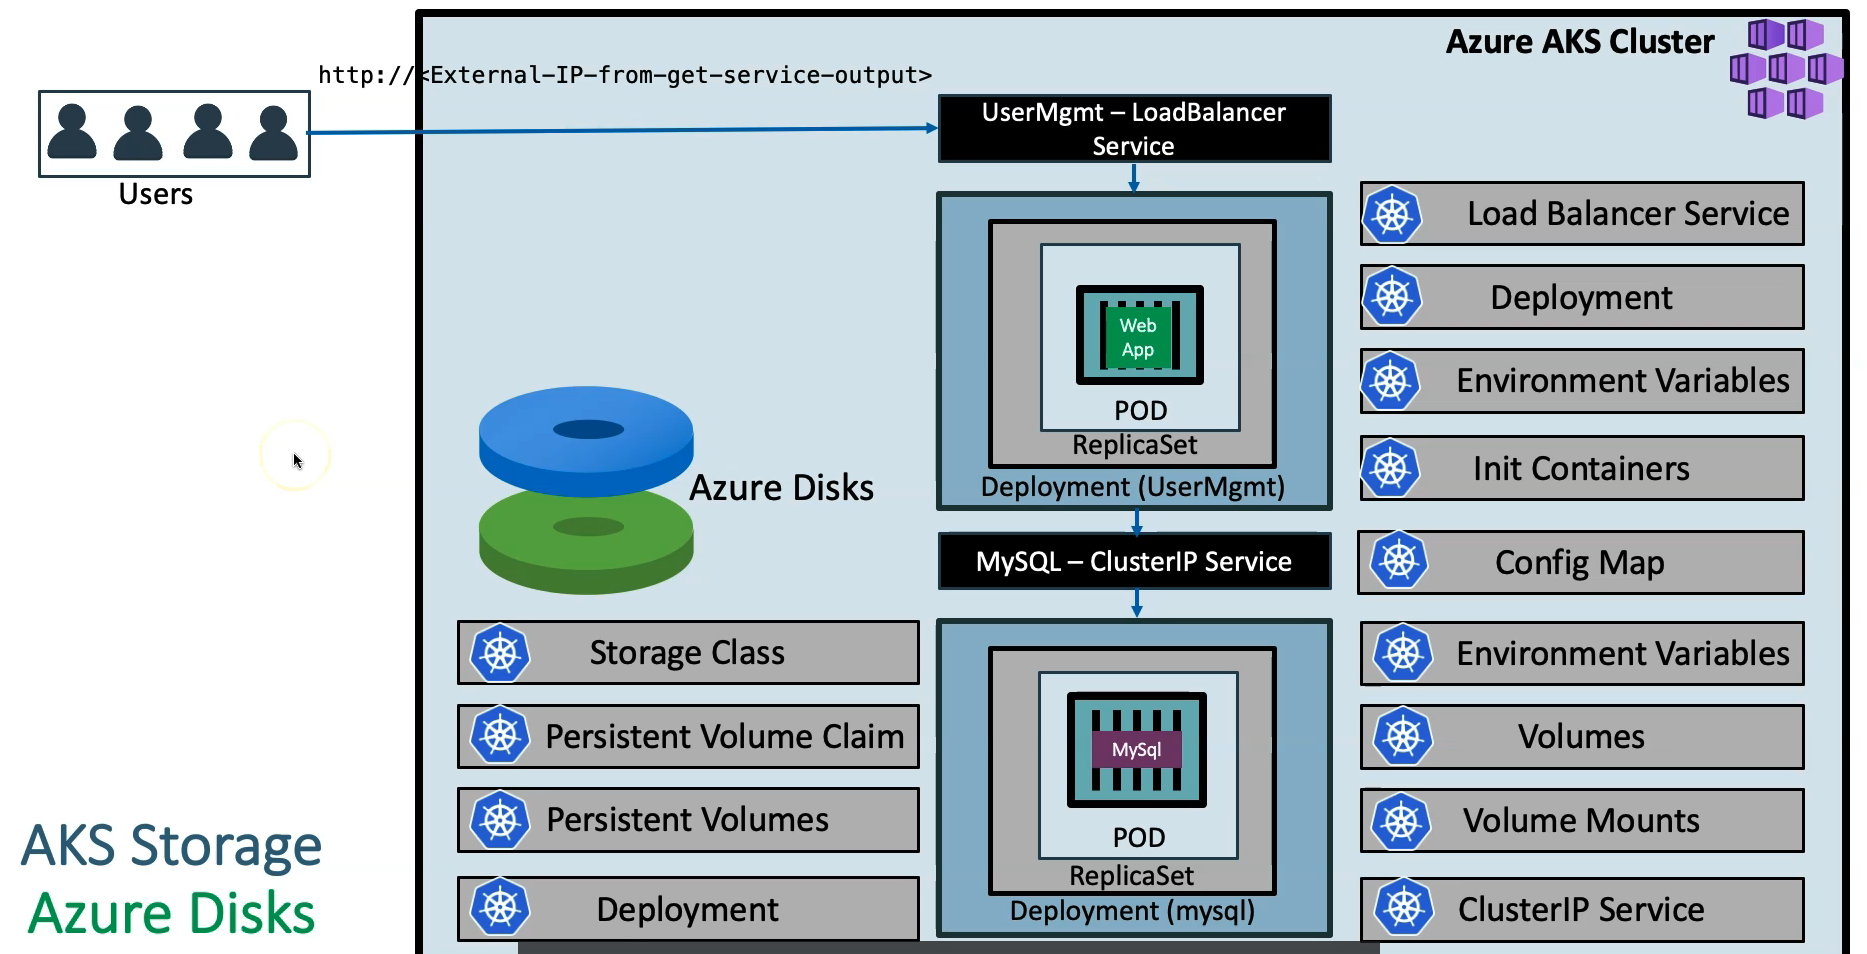 Azure AKS Cluster
http://<External-IP-from-get-service-output>
Users
UserMgmt – LoadBalancer
Service
Web
App
POD
ReplicaSet
Deployment (UserMgmt)
MySQL – ClusterIP Service
MySql
POD
ReplicaSet
Deployment (mysql)
Azure Disks
Storage Class
Persistent Volume Claim
Persistent Volumes
Deployment
Load Balancer Service
Deployment
Environment Variables
Init Containers
Config Map
Environment Variables
Volumes
Volume Mounts
ClusterIP Service
AKS Storage
Azure Disks